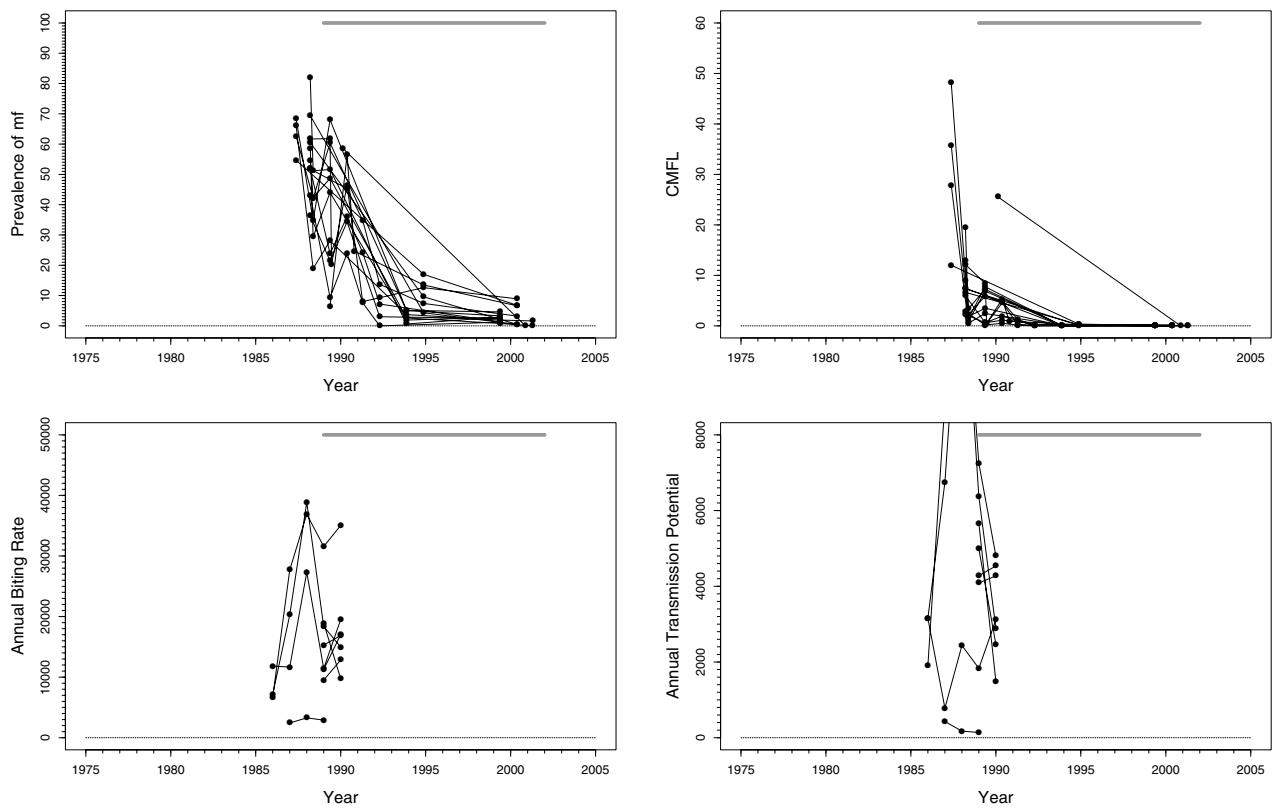 Prevalence of mf
0 10 20 30 40 50 60 70 80 90 100
1975 1980 1985 1990 1995 2000 2005
Year
CMFL
0 10 20 30 40 50 60
1975 1980 1985 1990 1995 2000 2005
Year
Annual Biting Rate
0 10000 20000 30000 40000 50000
1975 1980 1985 1990 1995 2000 2005
Year
Annual Transmission Potential
0 2000 4000 6000 8000
1975 1980 1985 1990 1995 2000 2005
Year